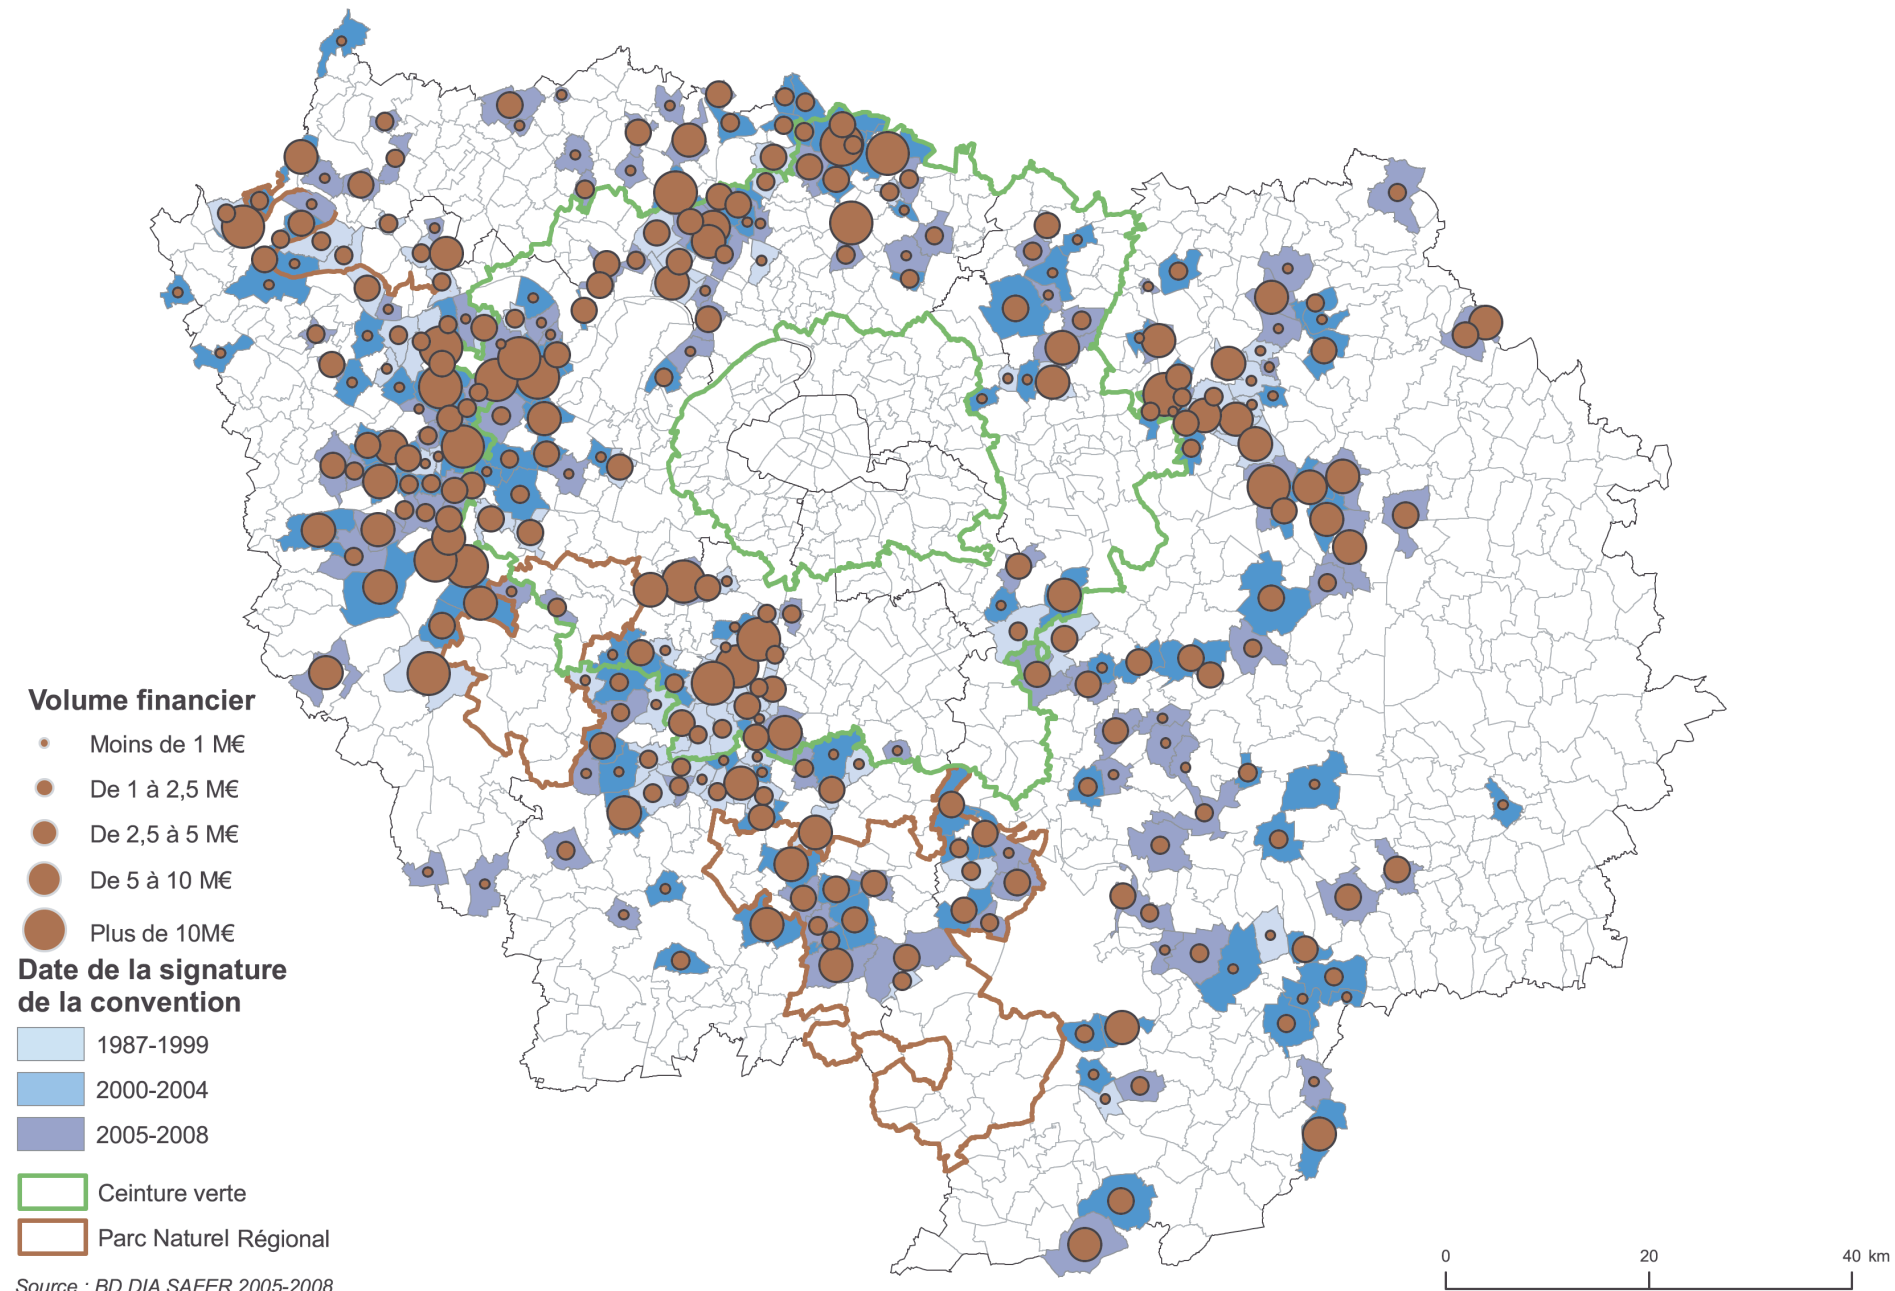 Volume financier
Moins de 1 M€
De 1 à 2,5 M€
De 2,5 à 5 M€
De 5 à 10 M€
Plus de 10M€
Date de la signature
de la convention
1987-1999
2000-2004
2005-2008
Ceinture verte
Parc Naturel Régional
Source : BD DIA SAFER 2005-2008
0 20 40 km